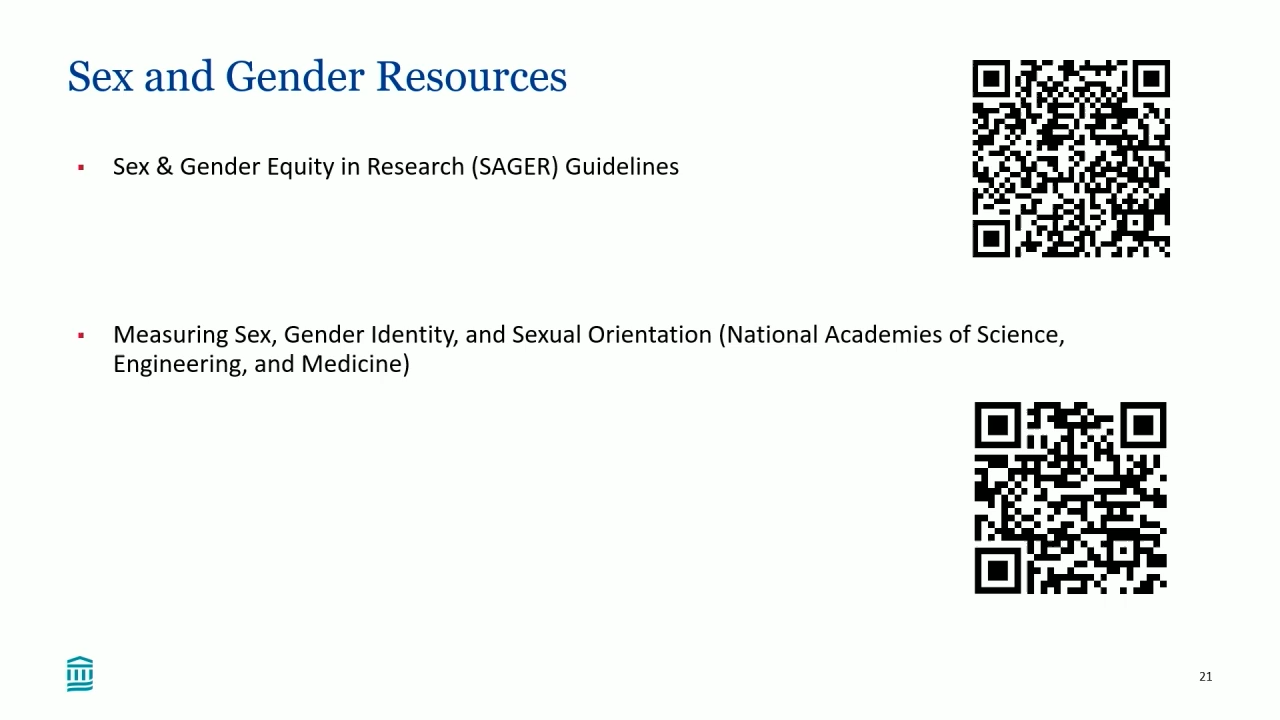 Sex and Gender Resources
Sex & Gender Equity in Research (SAGER) Guidelines
Measuring Sex, Gender Identity, and Sexual Orientation (National Academies of Science,
Engineering, and Medicine)
21